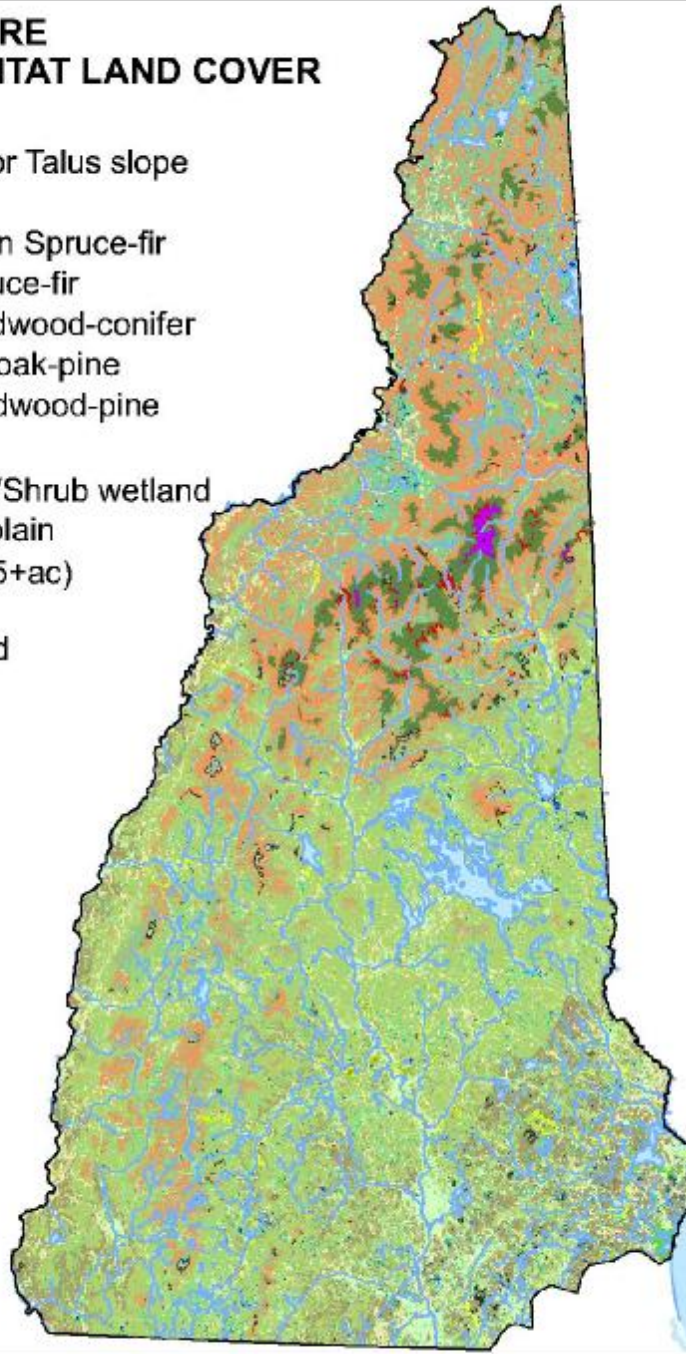 RE
ITAT LAND COVER
or Talus slope
n Spruce-fir
uce-fir
dwood-conifer
oak-pine
dwood-pine
/Shrub wetland
plain
5+ac)
d